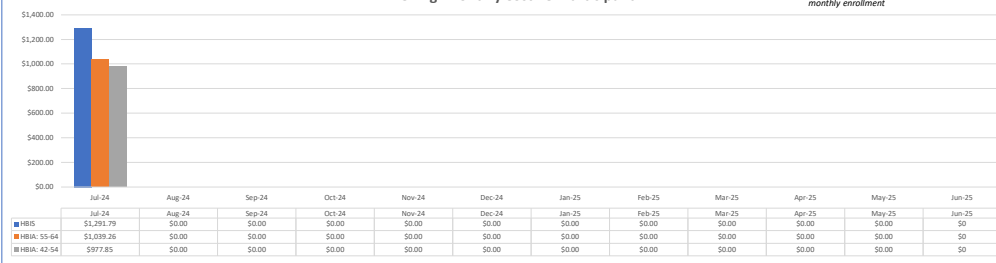 monthly enrollment
$1,400.00
$1,200.00
$1,000.00
$800.00
$600.00
$400.00
$200.00
$0.00
Jul-24 Aug-24 Sep-24 Oct-24 Nov-24 Dec-24 Jan-25 Feb-25 Mar-25 Apr-25 May-25 Jun-25
Jul-24 Aug-24 Sep-24 Oct-24 Nov-24 Dec-24 Jan-25 Feb-25 Mar-25 Apr-25 May-25 Jun-25
HBIS $1,291.79 $0.00 $0.00 $0.00 $0.00 $0.00 $0.00 $0.00 $0.00 $0.00 $0.00 $0
HBIA: 55-64 $1,039.26 $0.00 $0.00 $0.00 $0.00 $0.00 $0.00 $0.00 $0.00 $0.00 $0.00 $0
HBIA: 42-54 $977.85 $0.00 $0.00 $0.00 $0.00 $0.00 $0.00 $0.00 $0.00 $0.00 $0.00 $0